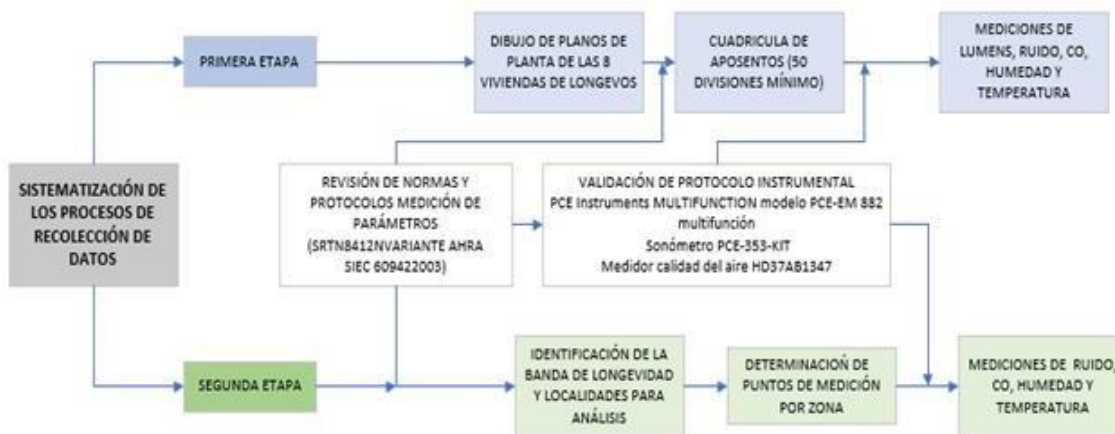 PRIMERA ETAPA
DIBUJO DE PLANOS DE
PLANTA DE LAS 8
VIVIENDAS DE LONGEVOS
CUADRICULA DE
APOSENTOS (50
DIVISIONES MÍNIMO)
MEDICIONES DE
LUMENS, RUIDO, CO,
HUMEDAD Y
TEMPERATURA
SISTEMATIZACIÓN DE
LOS PROCESOS DE
RECOLECCIÓN DE
DATOS
REVISIÓN DE NORMAS Y
PROTOCOLOS MEDICIÓN DE
PARÁMETROS
(SRTN8412NVARIANTE AHRA
SIEC 609422003)
VALIDACIÓN DE PROTOCOLO INSTRUMENTAL
PCE Instruments MULTIFUNCTION modelo PCE-EM 882
multifunción
Sonómetro PCE-353-KIT
Medidor calidad del aire HD37AB1347
SEGUNDA ETAPA
IDENTIFICACIÓN DE LA
BANDA DE LONGEVIDAD
Y LOCALIDADES PARA
ANÁLISIS
DETERMINACIÓN DE
PUNTOS DE MEDICIÓN
POR ZONA
MEDICIONES DE RUIDO,
CO, HUMEDAD Y
TEMPERATURA